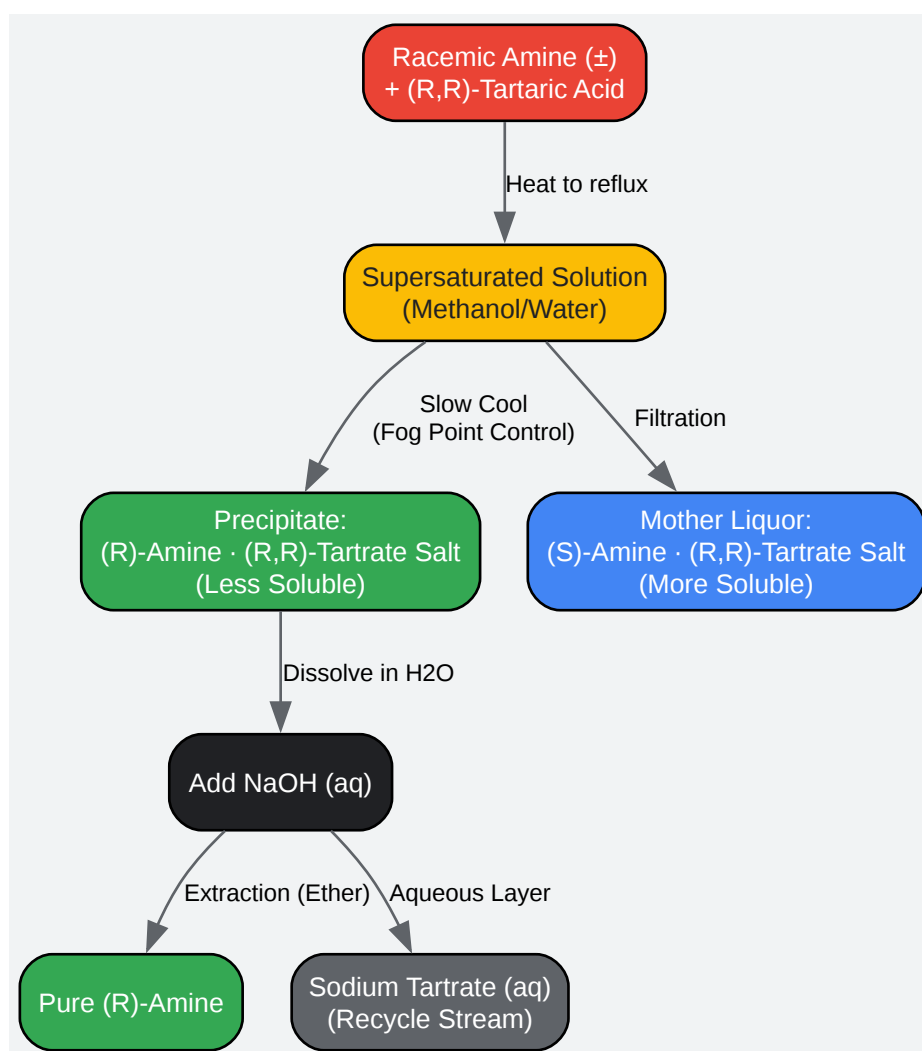 Racemic Amine (±)
+ (R,R)-Tartaric Acid
Heat to reflux
Supersaturated Solution
(Methanol/Water)
Slow Cool
(Fog Point Control)
Filtration
Precipitate:
(R)-Amine · (R,R)-Tartrate Salt
(Less Soluble)
Mother Liquor:
(S)-Amine · (R,R)-Tartrate Salt
(More Soluble)
Dissolve in H2O
Add NaOH (aq)
Extraction (Ether)
Aqueous Layer
Pure (R)-Amine
Sodium Tartrate (aq)
(Recycle Stream)